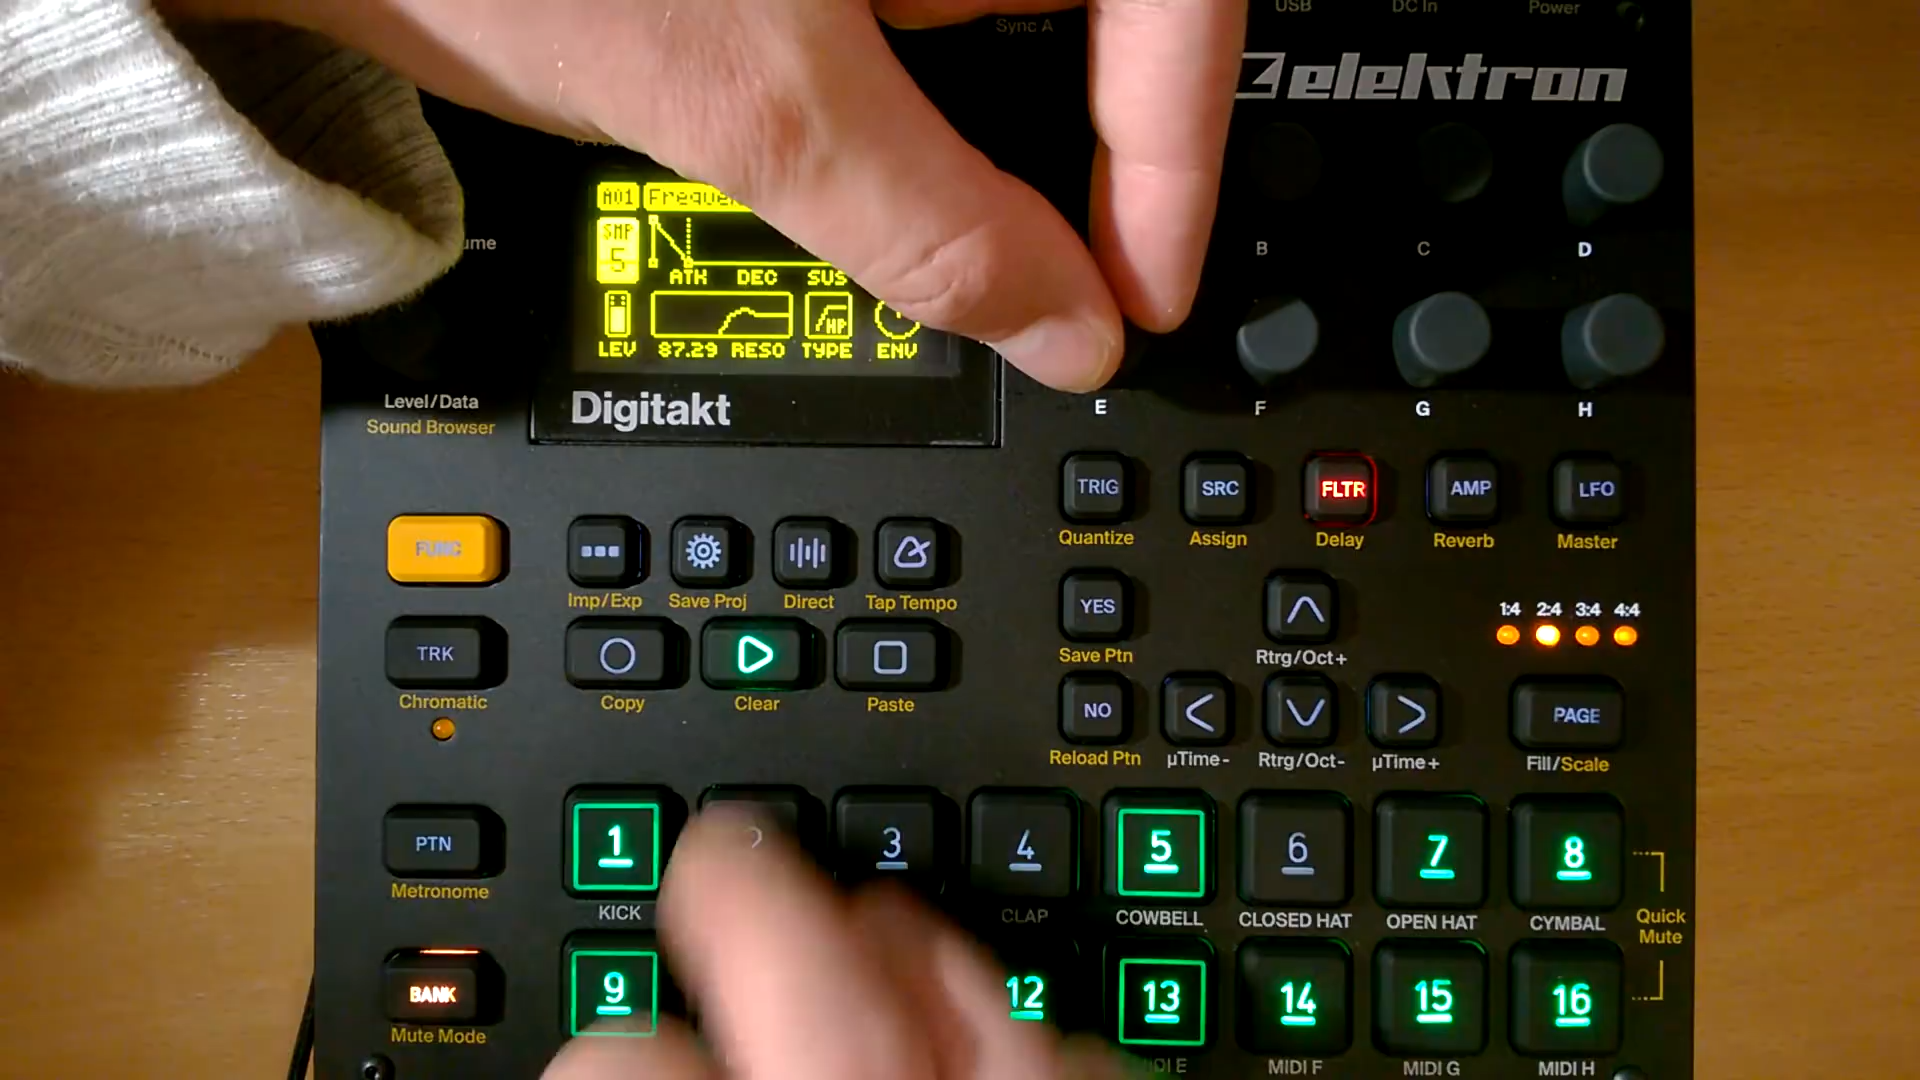 USB DC In Power
Sync A
elektron
A01
SMP
5
ATK DEC SUS
HP
LEV 87.29 RESO TYPE ENV
Digitakt
B C D
E F G H
Level/Data
Sound Browser
FUNC
TRIG SRC FLTR AMP LFO
Quantize Assign Delay Reverb Master
Imp/Exp Save Proj Direct Tap Tempo
YES
Save Ptn
Rtrg/Oct+
1:4 2:4 3:4 4:4
TRK
Chromatic
Copy Clear Paste
NO
Reload Ptn µTime- Rtrg/Oct- µTime+
PAGE
Fill/Scale
PTN
Metronome
1 2 3 4 5 6 7 8
KICK CLAP COWBELL CLOSED HAT OPEN HAT CYMBAL
Quick
Mute
BANK
Mute Mode
9 12 13 14 15 16
MIDI F MIDI G MIDI H